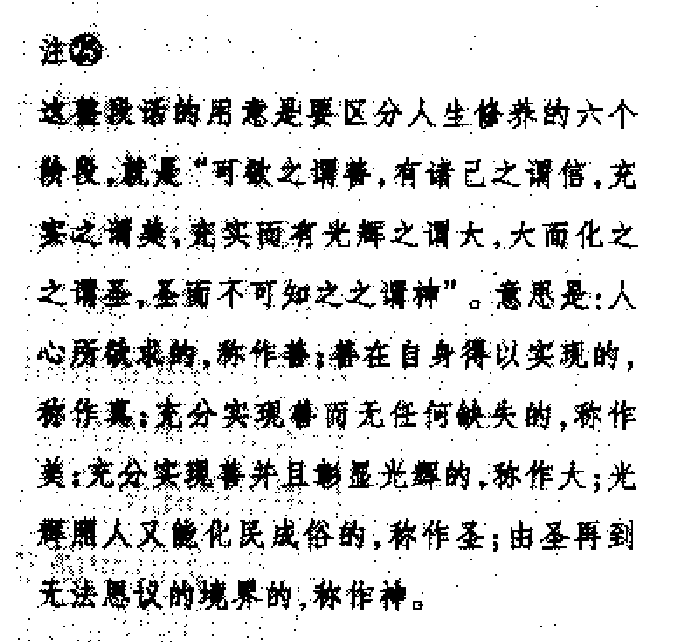 注㉕
这整段话的用意是要区分人生修养的六个
阶段，就是“可欲之谓善，有诸己之谓信，充
实之谓美，充实而有光辉之谓大，大而化之
之谓圣，圣而不可知之之谓神”。意思是：人
心所欲求的，称作善；善在自身得以实现的，
称作真；充分实现善而无任何缺失的，称作
美；充分实现善并且彰显光辉的，称作大；光
辉照人又能化民成俗的，称作圣；由圣再到
无法思议的境界的，称作神。